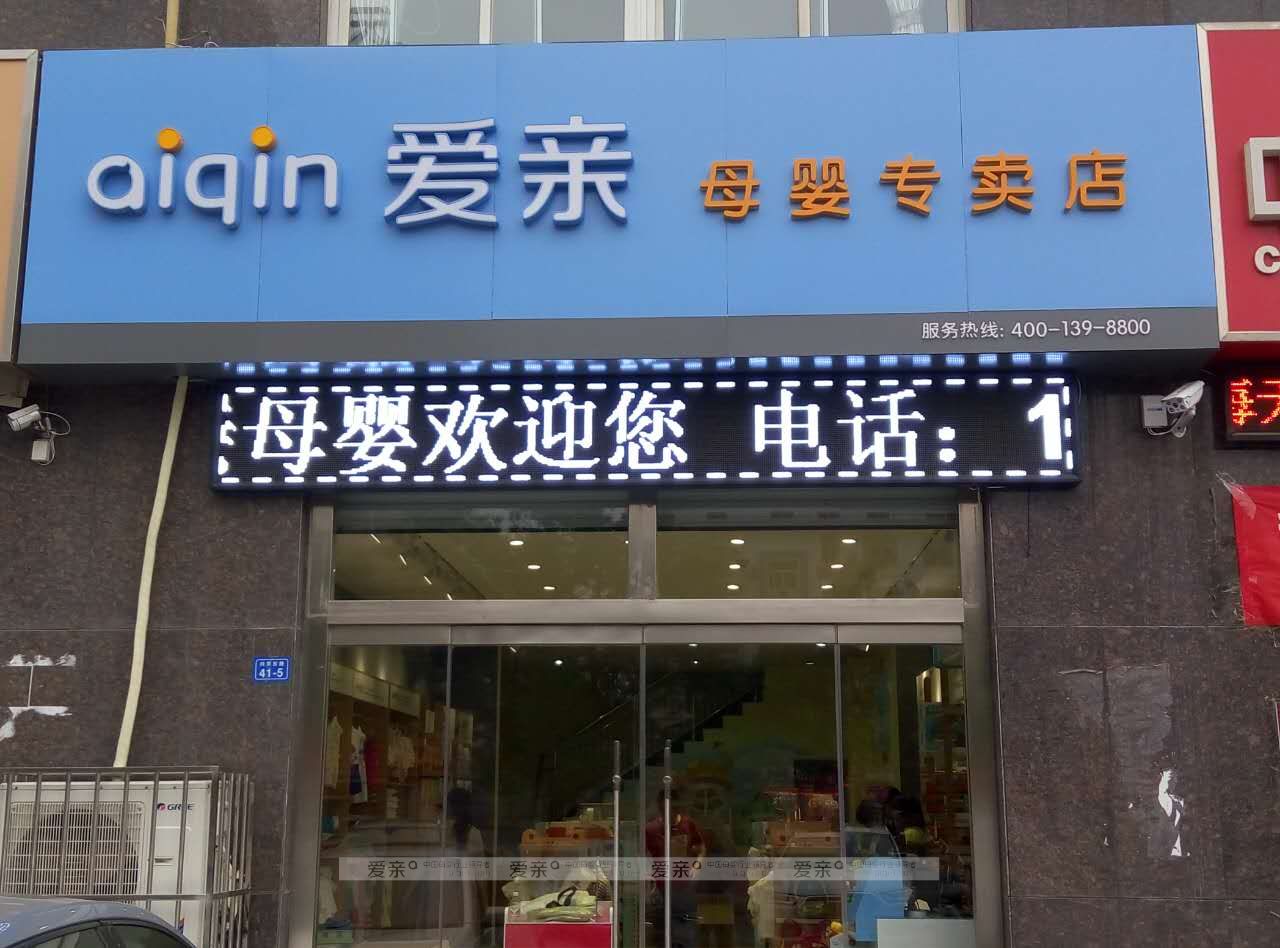 aiqin 爱亲 母婴专卖店
服务热线: 400-139-8800
母婴欢迎您 电话: 1
41-5
GREE
爱亲 爱亲 爱亲 爱亲